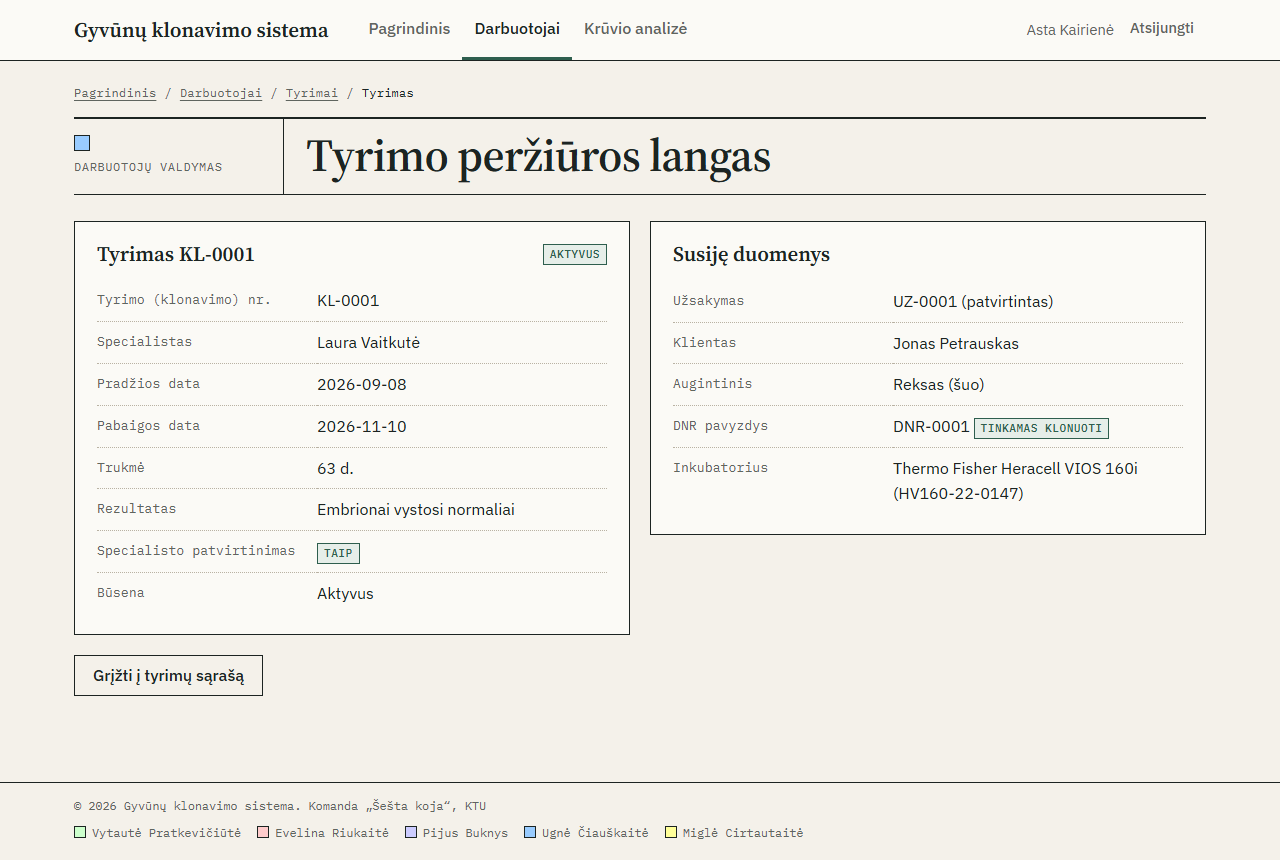 Gyvūnų klonavimo sistema Pagrindinis Darbuotojai Krūvio analizė Asta Kairienė Atsijungti
Pagrindinis / Darbuotojai / Tyrimai / Tyrimas
DARBUOTOJŲ VALDYMAS
Tyrimo peržiūros langas
Tyrimas KL-0001 AKTYVUS
Tyrimo (klonavimo) nr. KL-0001
Specialistas Laura Vaitkutė
Pradžios data 2026-09-08
Pabaigos data 2026-11-10
Trukmė 63 d.
Rezultatas Embrionai vystosi normaliai
Specialisto patvirtinimas TAIP
Būsena Aktyvus
Susiję duomenys
Užsakymas UZ-0001 (patvirtintas)
Klientas Jonas Petrauskas
Augintinis Reksas (šuo)
DNR pavyzdys DNR-0001 TINKAMAS KLONUOTI
Inkubatorius Thermo Fisher Heracell VIOS 160i
(HV160-22-0147)
Grįžti į tyrimų sąrašą
© 2026 Gyvūnų klonavimo sistema. Komanda „Šešta koja“, KTU
Vytautė Pratkevičiūtė Evelina Riukaitė Pijus Buknys Ugnė Čiauškaitė Miglė Cirtautaitė